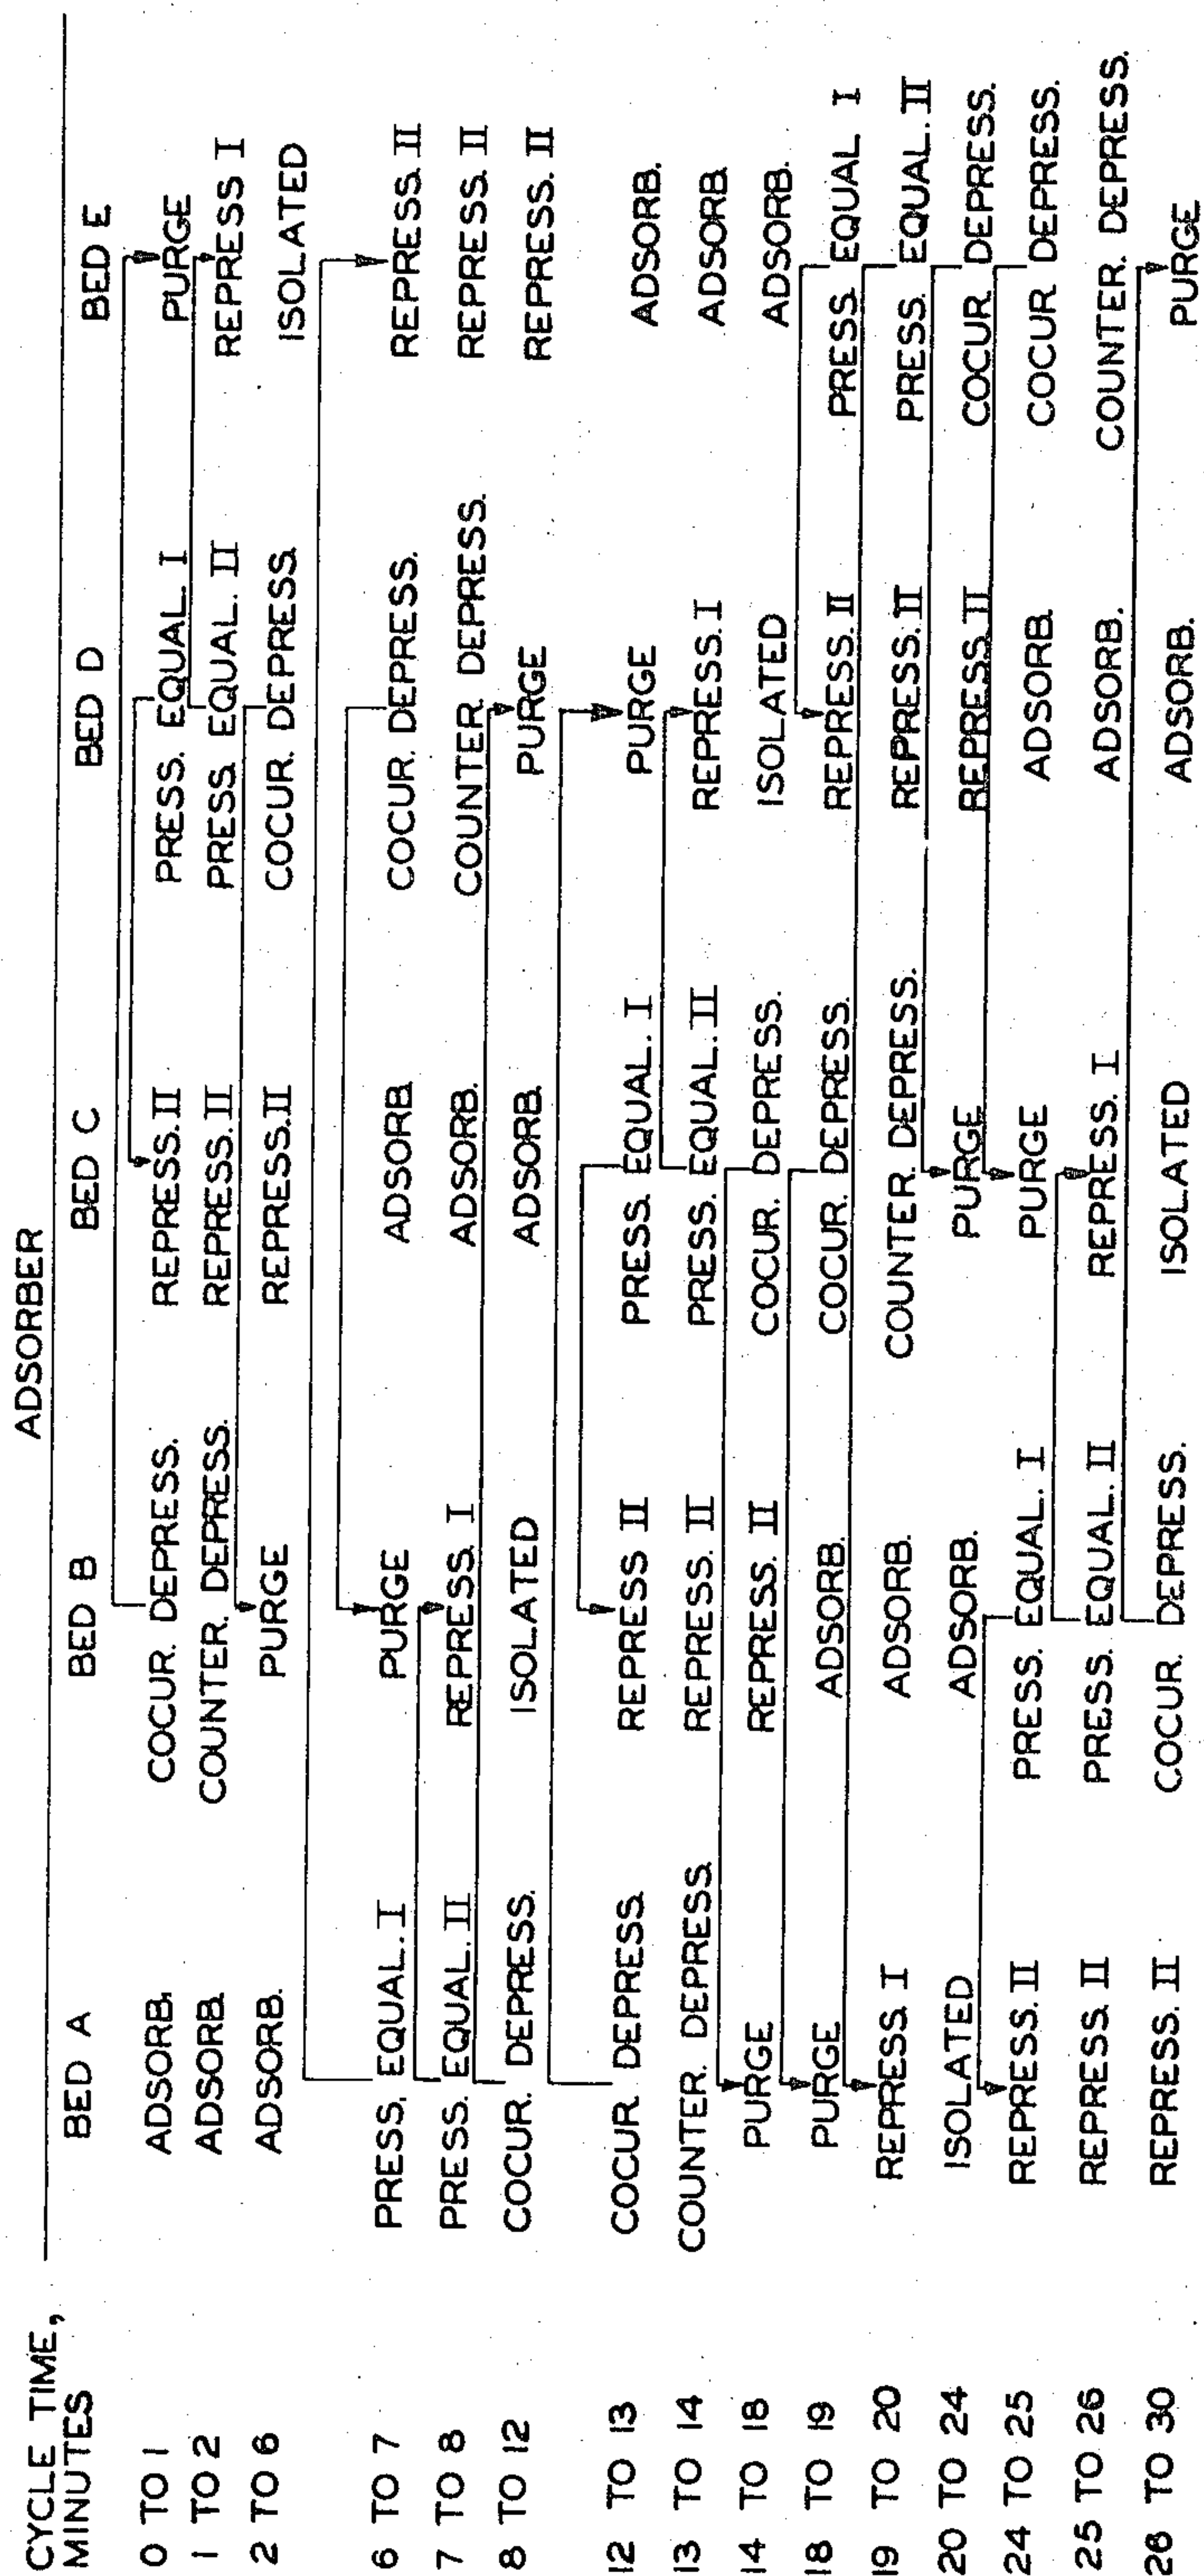 ADSORBER
CYCLE TIME, MINUTES BED A BED B BED C BED D BED E
0 TO 1 ADSORB. COCUR. DEPRESS. REPRESS. II PRESS. EQUAL. I PURGE
1 TO 2 ADSORB. COUNTER. DEPRESS. REPRESS. II PRESS. EQUAL. II REPRESS I
2 TO 6 ADSORB. PURGE REPRESS. II COCUR. DEPRESS. ISOLATED
6 TO 7 PRESS. EQUAL. I PURGE ADSORB. COCUR. DEPRESS. REPRESS. II
7 TO 8 PRESS. EQUAL. II REPRESS. I ADSORB. COUNTER. DEPRESS. REPRESS. II
8 TO 12 COCUR. DEPRESS. ISOLATED ADSORB. PURGE REPRESS. II
12 TO 13 COCUR. DEPRESS. REPRESS II PRESS. EQUAL. I PURGE ADSORB.
13 TO 14 COUNTER. DEPRESS. REPRESS. II PRESS. EQUAL. II REPRESS. I ADSORB.
14 TO 18 PURGE REPRESS. II COCUR. DEPRESS. ISOLATED ADSORB.
18 TO 19 PURGE ADSORB. COCUR. DEPRESS. REPRESS. II PRESS. EQUAL I
19 TO 20 REPRESS. I ADSORB. COUNTER. DEPRESS. REPRESS. II PRESS. EQUAL. II
20 TO 24 ISOLATED ADSORB. PURGE REPRESS. II COCUR. DEPRESS.
24 TO 25 REPRESS. II PRESS. EQUAL. I PURGE ADSORB. COCUR DEPRESS.
25 TO 26 REPRESS. II PRESS. EQUAL. II REPRESS. I ADSORB. COUNTER. DEPRESS.
26 TO 30 REPRESS. II COCUR. DEPRESS. ISOLATED ADSORB. PURGE